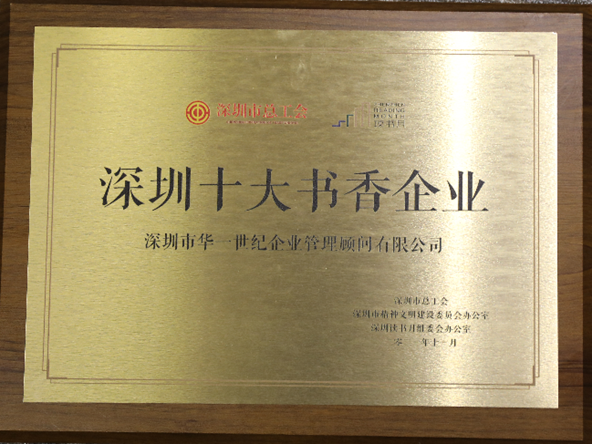 深圳市总工会
读书月
深圳十大书香企业
深圳市华一世纪企业管理顾问有限公司
深圳市总工会
深圳市精神文明建设委员会办公室
深圳读书月组委会办公室
年十一月